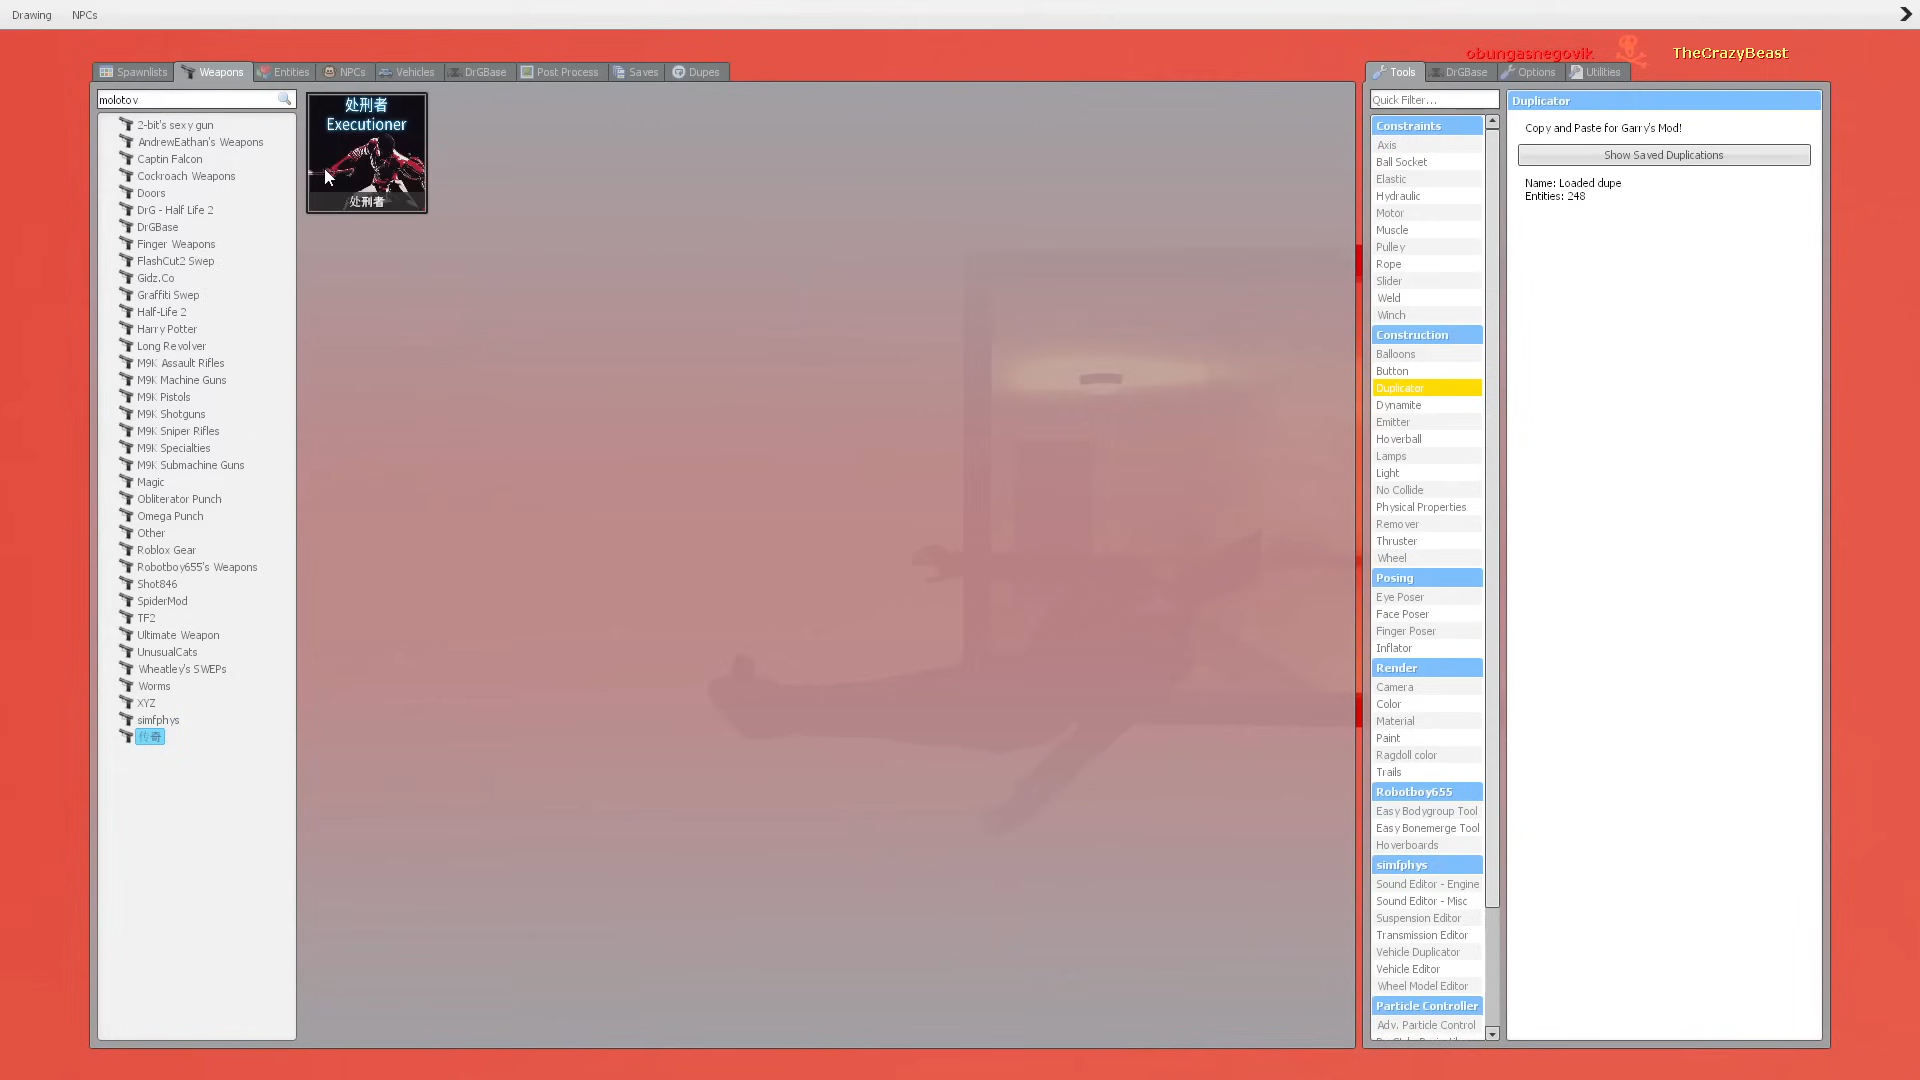 Drawing NPCs
obungasnegovik TheCrazyBeast
Spawnlists Weapons Entities NPCs Vehicles DrGBase Post Process Saves Dupes
molotov
2-bit's sexy gun
AndrewEathan's Weapons
Captin Falcon
Cockroach Weapons
Doors
DrG - Half Life 2
DrGBase
Finger Weapons
FlashCut2 Swep
Gidz.Co
Graffiti Swep
Half-Life 2
Harry Potter
Long Revolver
M9K Assault Rifles
M9K Machine Guns
M9K Pistols
M9K Shotguns
M9K Sniper Rifles
M9K Specialties
M9K Submachine Guns
Magic
Obliterator Punch
Omega Punch
Other
Roblox Gear
Robotboy655's Weapons
Shot846
SpiderMod
TF2
Ultimate Weapon
UnusualCats
Wheatley's SWEPs
Worms
XYZ
simfphys
传奇
处刑者
Executioner
处刑者
Tools DrGBase Options Utilities
Quick Filter...
Constraints
Axis
Ball Socket
Elastic
Hydraulic
Motor
Muscle
Pulley
Rope
Slider
Weld
Winch
Construction
Balloons
Button
Duplicator
Dynamite
Emitter
Hoverball
Lamps
Light
No Collide
Physical Properties
Remover
Thruster
Wheel
Posing
Eye Poser
Face Poser
Finger Poser
Inflator
Render
Camera
Color
Material
Paint
Ragdoll color
Trails
Robotboy655
Easy Bodygroup Tool
Easy Bonemerge Tool
Hoverboards
simfphys
Sound Editor - Engine
Sound Editor - Misc
Suspension Editor
Transmission Editor
Vehicle Duplicator
Vehicle Editor
Wheel Model Editor
Particle Controller
Adv. Particle Control
Duplicator
Copy and Paste for Garry's Mod!
Show Saved Duplications
Name: Loaded dupe
Entities: 248